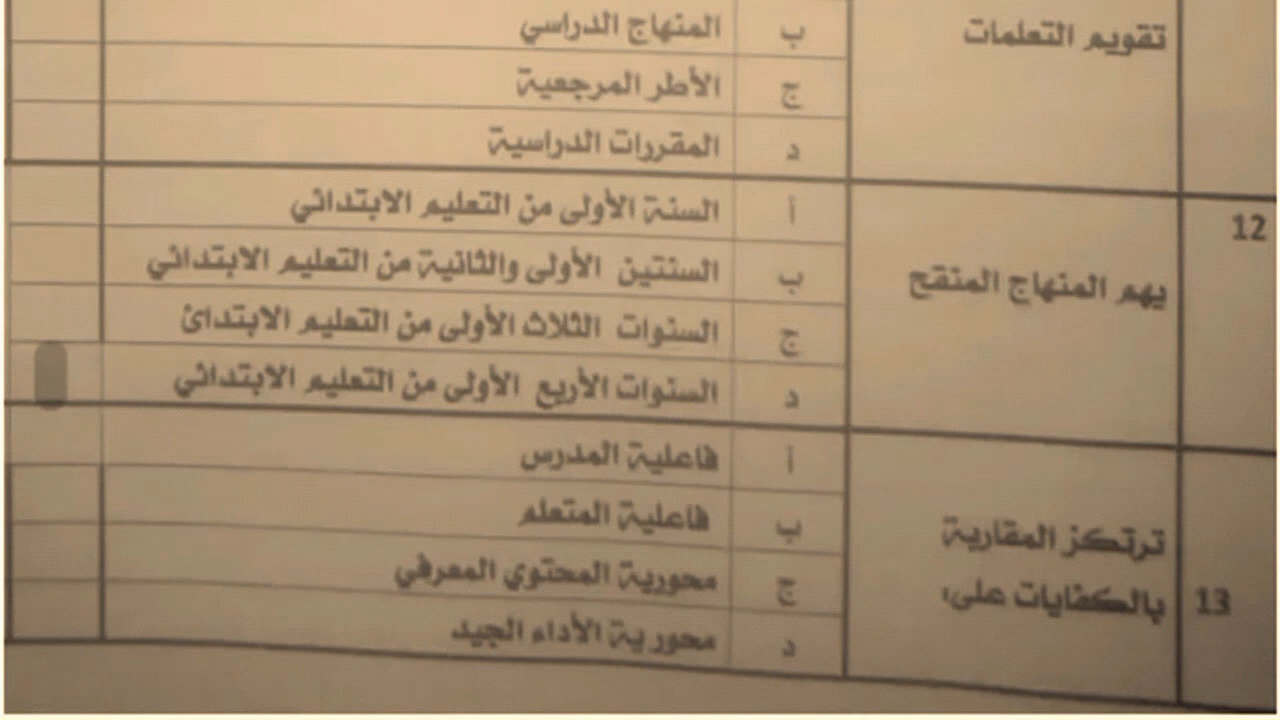 تقويم التعلمات
ب المنهاج الدراسي
ج الأطر المرجعية
د المقررات الدراسية
12
يهم المنهاج المنقح
أ السنة الأولى من التعليم الابتدائي
ب السنتين الأولى والثانية من التعليم الابتدائي
ج السنوات الثلاث الأولى من التعليم الابتدائ
د السنوات الأربع الأولى من التعليم الابتدائي
13
ترتكز المقاربة
بالكفايات على:
أ فاعلية المدرس
ب فاعلية المتعلم
ج محورية المحتوي المعرفي
د محورية الأداء الجيد